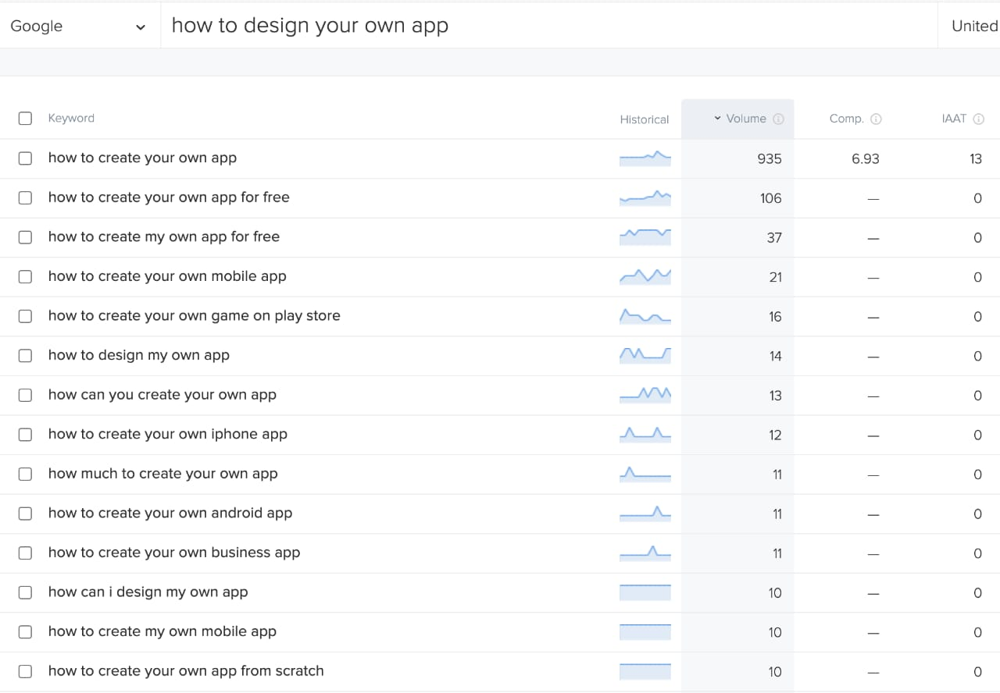 Google how to design your own app United
Keyword Historical Volume Comp. IAAT
how to create your own app 935 6.93 13
how to create your own app for free 106 — 0
how to create my own app for free 37 — 0
how to create your own mobile app 21 — 0
how to create your own game on play store 16 — 0
how to design my own app 14 — 0
how can you create your own app 13 — 0
how to create your own iphone app 12 — 0
how much to create your own app 11 — 0
how to create your own android app 11 — 0
how to create your own business app 11 — 0
how can i design my own app 10 — 0
how to create my own mobile app 10 — 0
how to create your own app from scratch 10 — 0